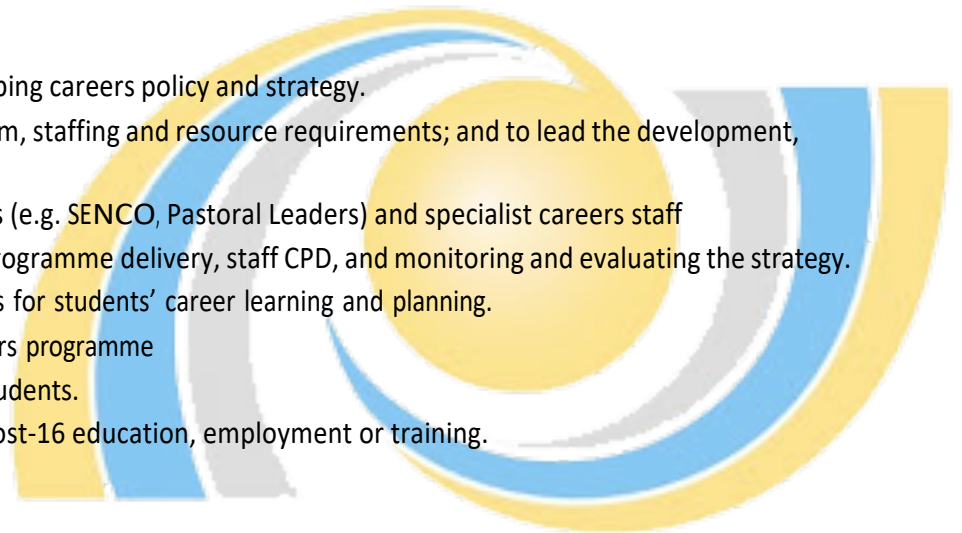 ping careers policy and strategy.
m, staffing and resource requirements; and to lead the development,
s (e.g. SENCO, Pastoral Leaders) and specialist careers staff
rogramme delivery, staff CPD, and monitoring and evaluating the strategy.
s for students’ career learning and planning.
rs programme
udents.
ost-16 education, employment or training.